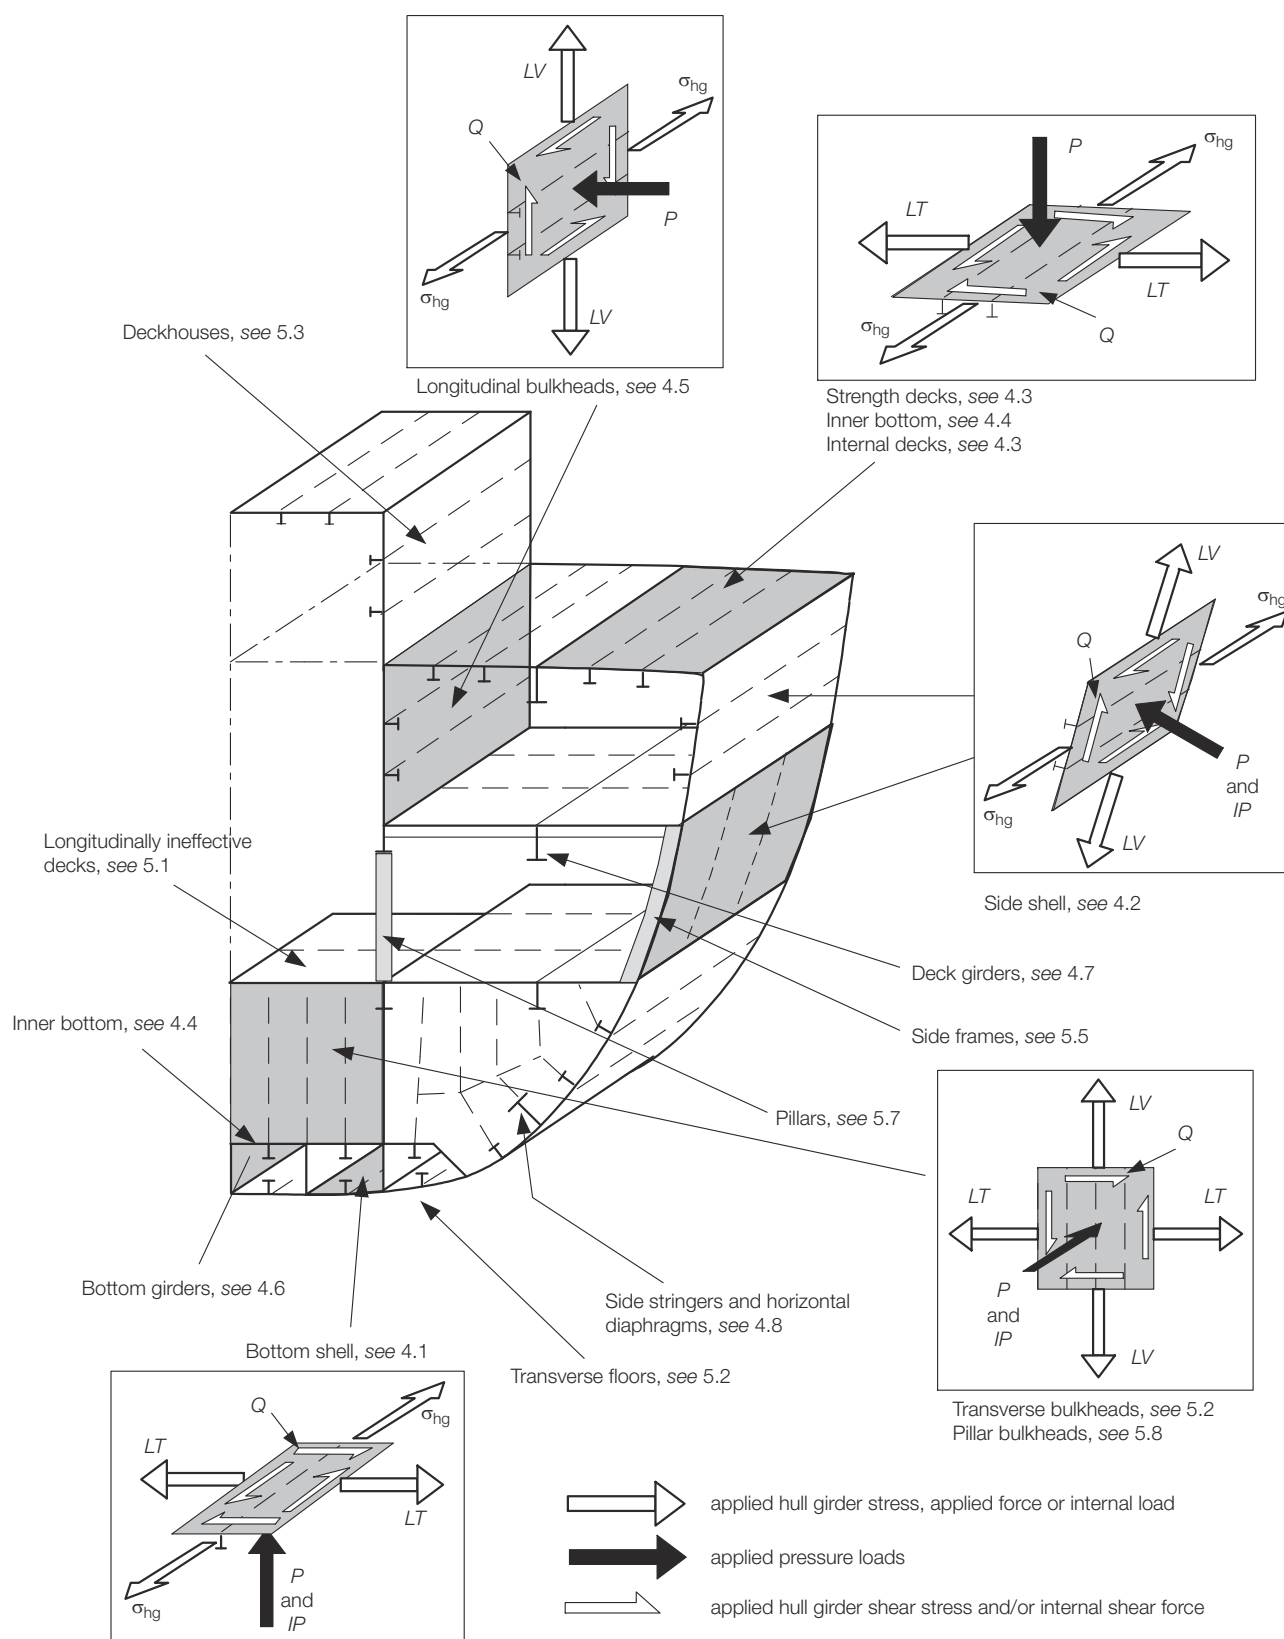 LV
σhg
Q
P
σhg
LV
P
σhg
LT
LT
σhg
Q
Deckhouses, see 5.3
Longitudinal bulkheads, see 4.5
Strength decks, see 4.3
Inner bottom, see 4.4
Internal decks, see 4.3
LV
σhg
Q
P
and
IP
σhg
LV
Side shell, see 4.2
Longitudinally ineffective
decks, see 5.1
Deck girders, see 4.7
Inner bottom, see 4.4
Side frames, see 5.5
Pillars, see 5.7
LV
Q
LT
LT
P
and
IP
LV
Transverse bulkheads, see 5.2
Pillar bulkheads, see 5.8
Bottom girders, see 4.6
Side stringers and horizontal
diaphragms, see 4.8
Bottom shell, see 4.1
Transverse floors, see 5.2
Q
σhg
LT
LT
P
and
IP
σhg
applied hull girder stress, applied force or internal load
applied pressure loads
applied hull girder shear stress and/or internal shear force